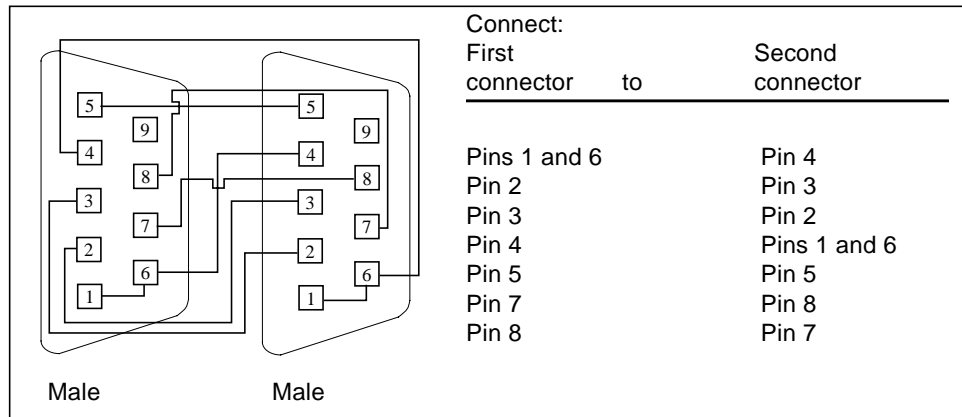 5
9
4
8
3
7
2
6
1
5
9
4
8
3
7
2
6
1
Male Male
Connect:
First Second
connector to connector
Pins 1 and 6 Pin 4
Pin 2 Pin 3
Pin 3 Pin 2
Pin 4 Pins 1 and 6
Pin 5 Pin 5
Pin 7 Pin 8
Pin 8 Pin 7